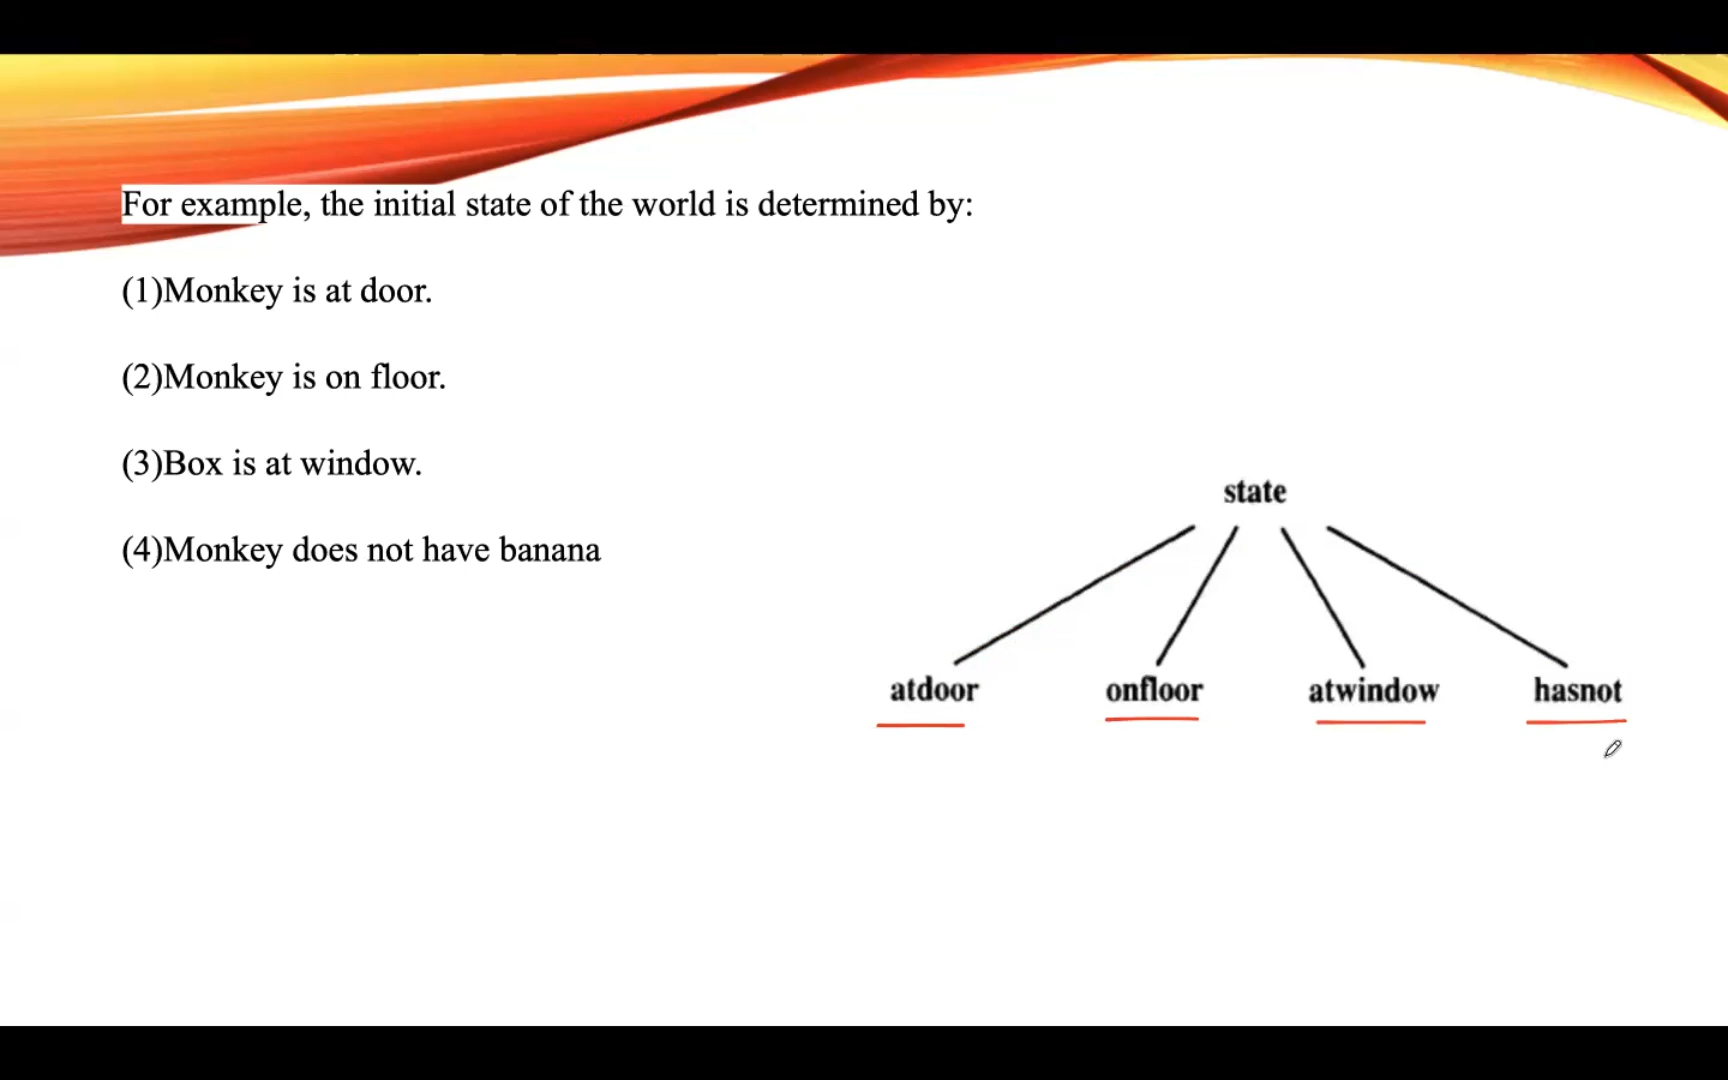 For example, the initial state of the world is determined by:
(1)Monkey is at door.
(2)Monkey is on floor.
(3)Box is at window.
(4)Monkey does not have banana
state
atdoor onfloor atwindow hasnot